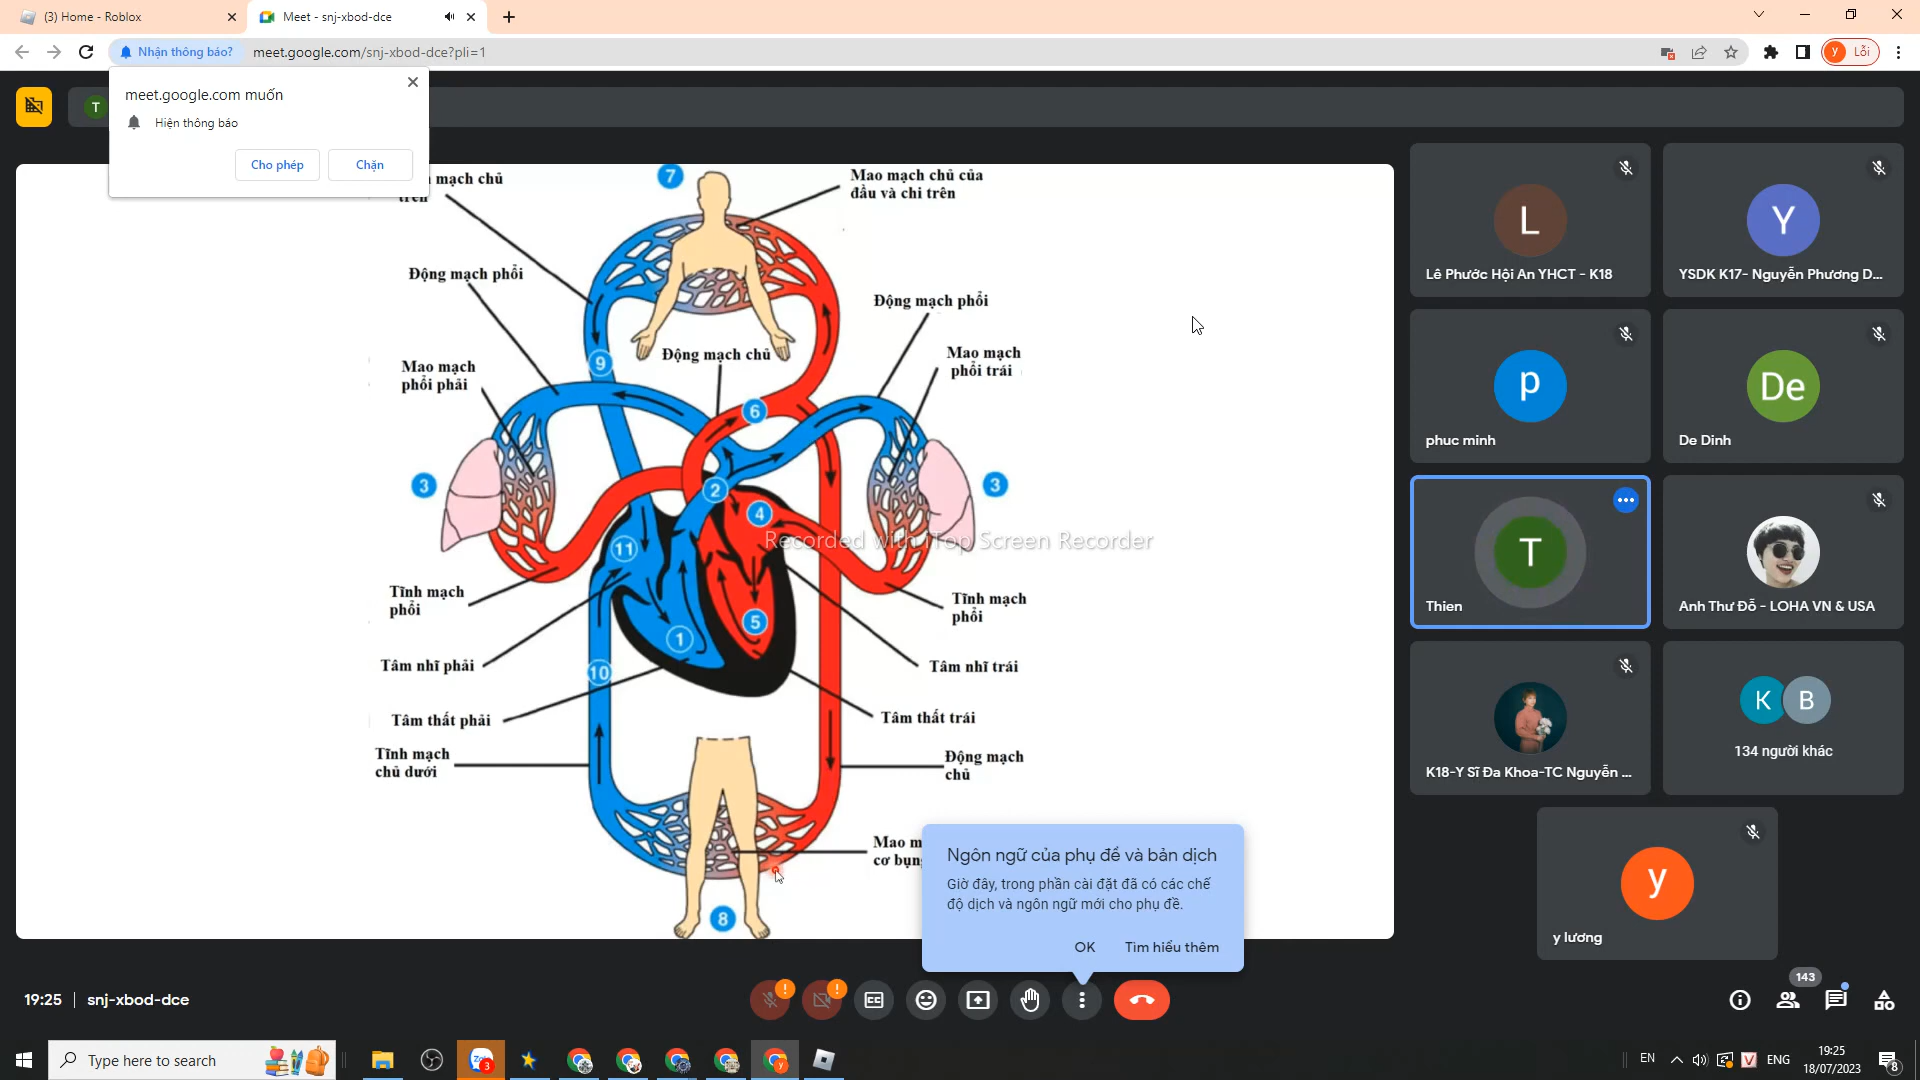 (3) Home - Roblox
Meet - snj-xbod-dce
Nhận thông báo?
meet.google.com/snj-xbod-dce?pli=1
y
Lỗi
meet.google.com muốn
Hiện thông báo
Cho phép
Chặn
T
mạch chủ
trên
7
Mao mạch chủ của
đầu và chi trên
Động mạch phổi
Động mạch phổi
Động mạch chủ
Mao mạch
phổi trái
9
Mao mạch
phổi phải
6
3
2
3
4
Recorded with iTop Screen Recorder
11
Tĩnh mạch
phổi
Tĩnh mạch
phổi
5
1
Tâm nhĩ phải
Tâm nhĩ trái
10
Tâm thất phải
Tâm thất trái
Tĩnh mạch
chủ dưới
Động mạch
chủ
Mao m
cơ bụng
8
Ngôn ngữ của phụ đề và bản dịch
Giờ đây, trong phần cài đặt đã có các chế
độ dịch và ngôn ngữ mới cho phụ đề.
OK
Tìm hiểu thêm
L
Lê Phước Hội An YHCT - K18
Y
YSDK K17- Nguyễn Phương D...
p
phuc minh
De
De Dinh
T
Thien
Anh Thư Đỗ - LOHA VN & USA
K18-Y Sĩ Đa Khoa-TC Nguyễn ...
K
B
134 người khác
y
y lương
19:25
snj-xbod-dce
143
Type here to search
Zalo
3
EN
ENG
19:25
18/07/2023
8